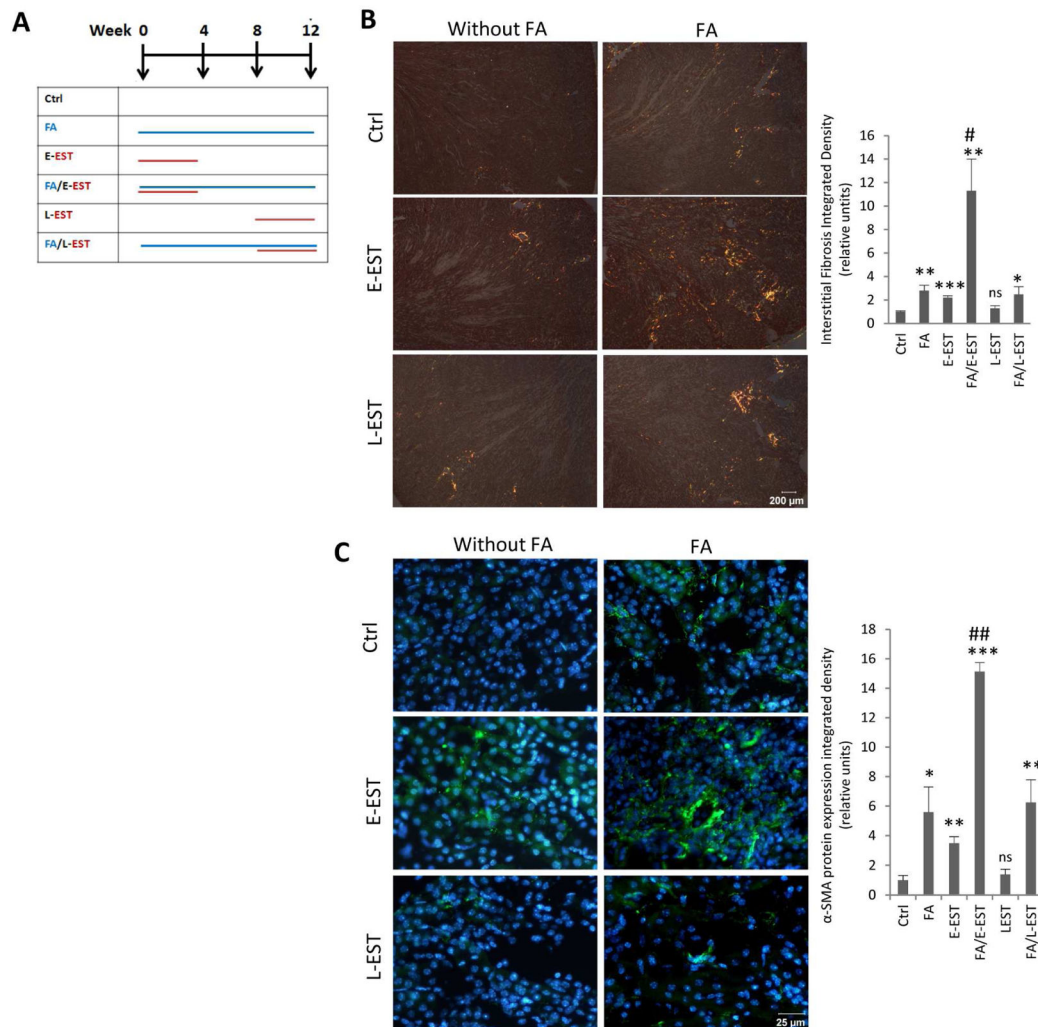 A
Week 0 4 8 12
Ctrl
FA
E-EST
FA/E-EST
L-EST
FA/L-EST
B
Without FA FA
Ctrl
E-EST
L-EST
200 µm
Interstitial Fibrosis Integrated Density
(relative untits)
16
14
12
10
8
6
4
2
0
** *** # ** ns *
Ctrl FA E-EST FA/E-EST L-EST FA/L-EST
C
Without FA FA
Ctrl
E-EST
L-EST
25 µm
α-SMA protein expression integrated density
(relative units)
18
16
14
12
10
8
6
4
2
0
* ** ## *** ns **
Ctrl FA E-EST FA/E-EST LEST FA/L-EST